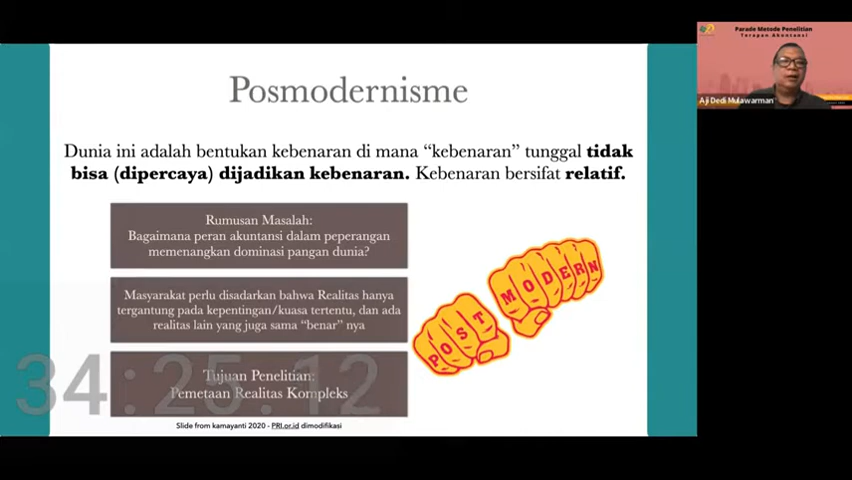 Posmodernisme
Dunia ini adalah bentukan kebenaran di mana “kebenaran” tunggal tidak
bisa (dipercaya) dijadikan kebenaran. Kebenaran bersifat relatif.
Rumusan Masalah:
Bagaimana peran akuntansi dalam peperangan
memenangkan dominasi pangan dunia?
Masyarakat perlu disadarkan bahwa Realitas hanya
tergantung pada kepentingan/kuasa tertentu, dan ada
realitas lain yang juga sama “benar” nya
Tujuan Penelitian:
Pemetaan Realitas Kompleks
POST MODERN
34:25.12
Slide from kamayanti 2020 - PRI.or.id dimodifikasi
Parade Metode Penelitian
Terapan Akuntansi
Aji Dedi Mulawarman